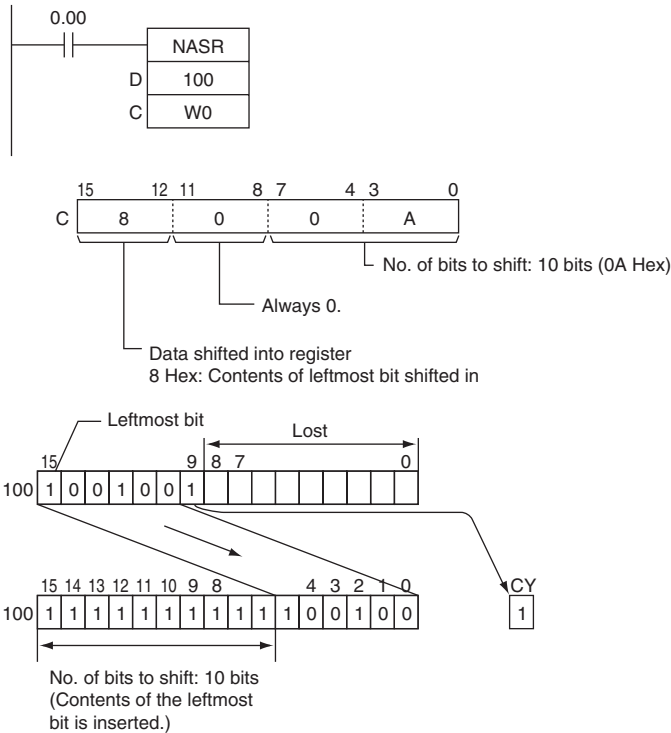 0.00
NASR
D 100
C W0
15 12 11 8 7 4 3 0
C 8 0 0 A
No. of bits to shift: 10 bits (0A Hex)
Always 0.
Data shifted into register
8 Hex: Contents of leftmost bit shifted in
Leftmost bit
Lost
15 9 8 7 0
100 1 0 0 1 0 0 1
15 14 13 12 11 10 9 8 4 3 2 1 0 CY
100 1 1 1 1 1 1 1 1 1 1 1 0 0 1 0 0 1
No. of bits to shift: 10 bits
(Contents of the leftmost
bit is inserted.)